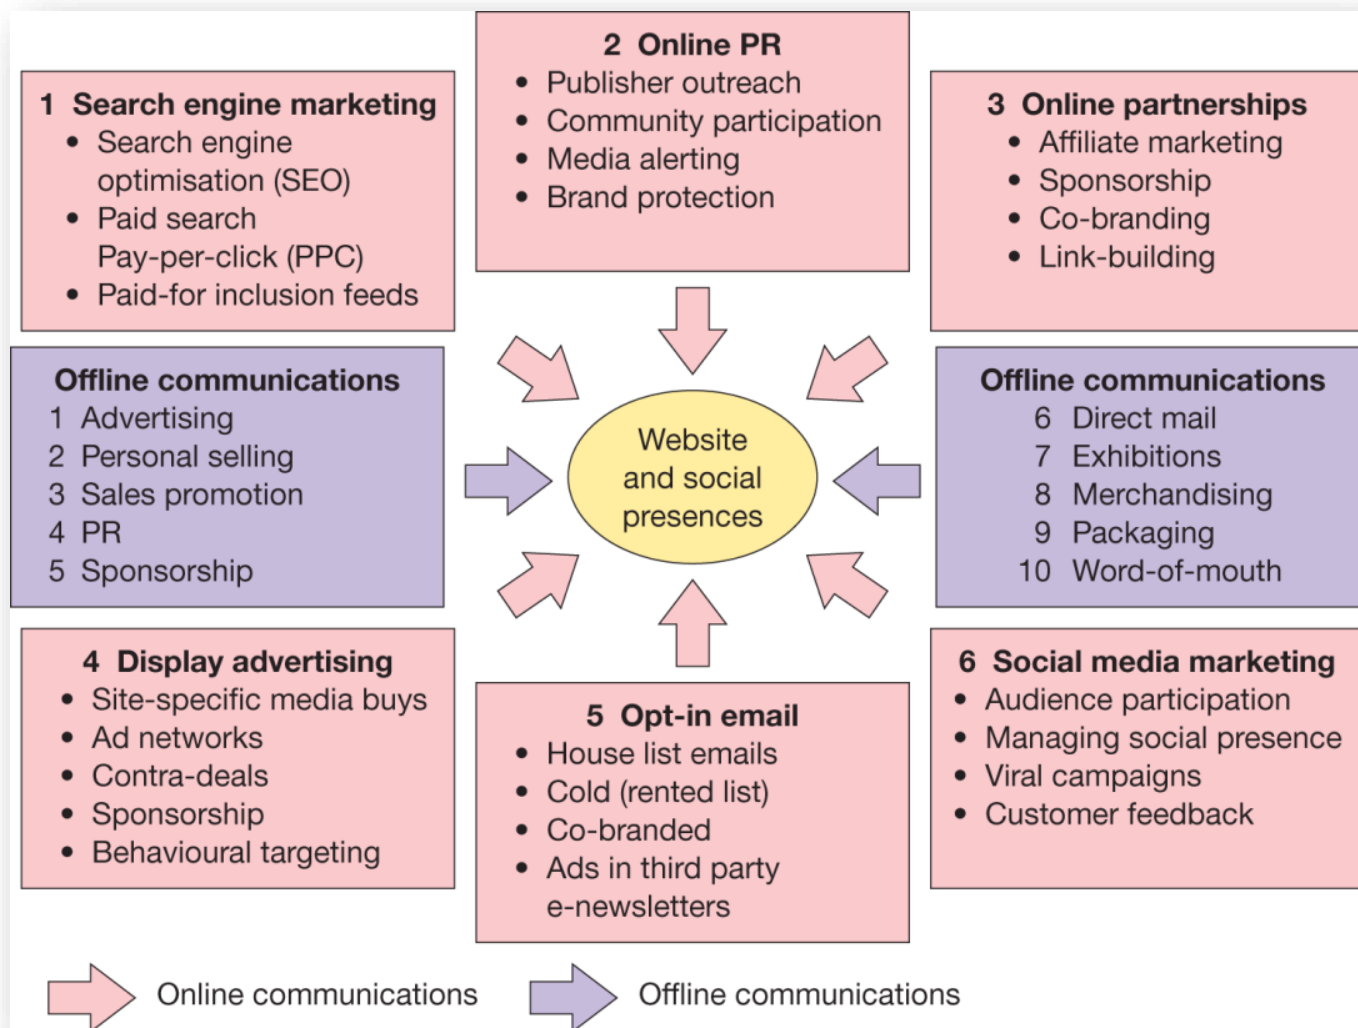 1 Search engine marketing
• Search engine
optimisation (SEO)
• Paid search
Pay-per-click (PPC)
• Paid-for inclusion feeds
2 Online PR
• Publisher outreach
• Community participation
• Media alerting
• Brand protection
3 Online partnerships
• Affiliate marketing
• Sponsorship
• Co-branding
• Link-building
Offline communications
1 Advertising
2 Personal selling
3 Sales promotion
4 PR
5 Sponsorship
Website
and social
presences
Offline communications
6 Direct mail
7 Exhibitions
8 Merchandising
9 Packaging
10 Word-of-mouth
4 Display advertising
• Site-specific media buys
• Ad networks
• Contra-deals
• Sponsorship
• Behavioural targeting
5 Opt-in email
• House list emails
• Cold (rented list)
• Co-branded
• Ads in third party
e-newsletters
6 Social media marketing
• Audience participation
• Managing social presence
• Viral campaigns
• Customer feedback
Online communications
Offline communications